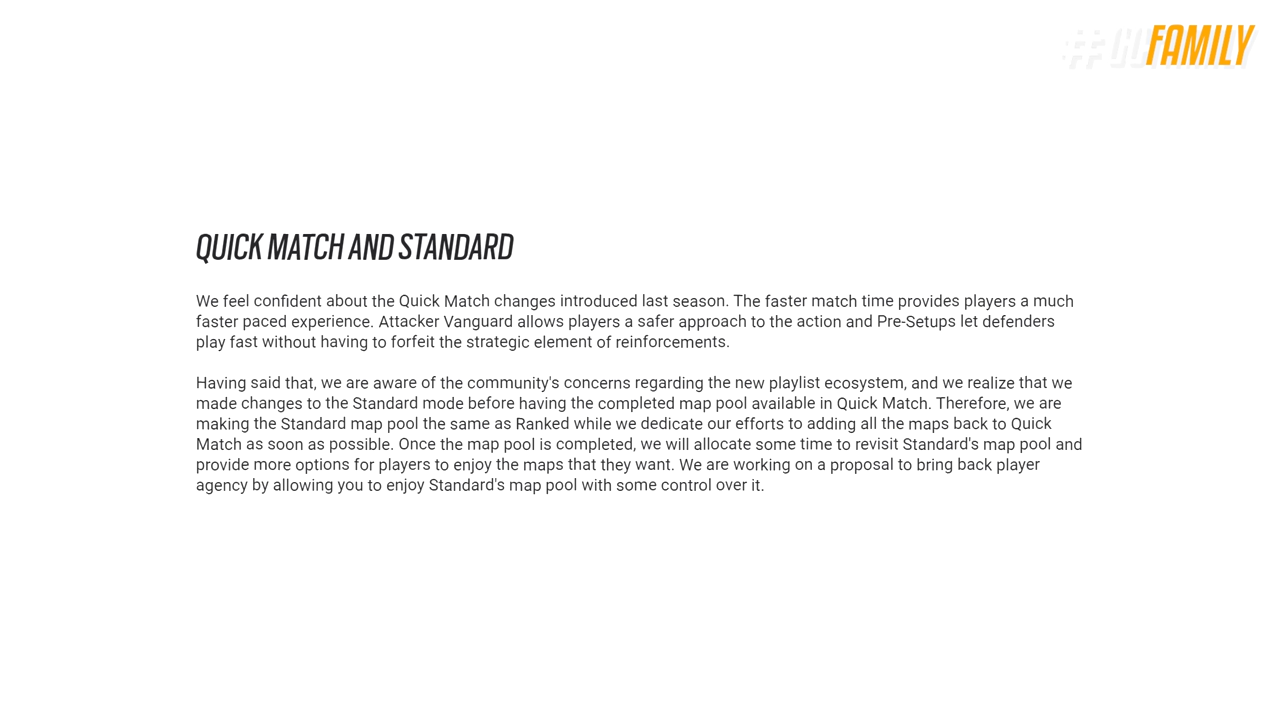 FAMILY
QUICK MATCH AND STANDARD
We feel confident about the Quick Match changes introduced last season. The faster match time provides players a much
faster paced experience. Attacker Vanguard allows players a safer approach to the action and Pre-Setups let defenders
play fast without having to forfeit the strategic element of reinforcements.
Having said that, we are aware of the community's concerns regarding the new playlist ecosystem, and we realize that we
made changes to the Standard mode before having the completed map pool available in Quick Match. Therefore, we are
making the Standard map pool the same as Ranked while we dedicate our efforts to adding all the maps back to Quick
Match as soon as possible. Once the map pool is completed, we will allocate some time to revisit Standard's map pool and
provide more options for players to enjoy the maps that they want. We are working on a proposal to bring back player
agency by allowing you to enjoy Standard's map pool with some control over it.